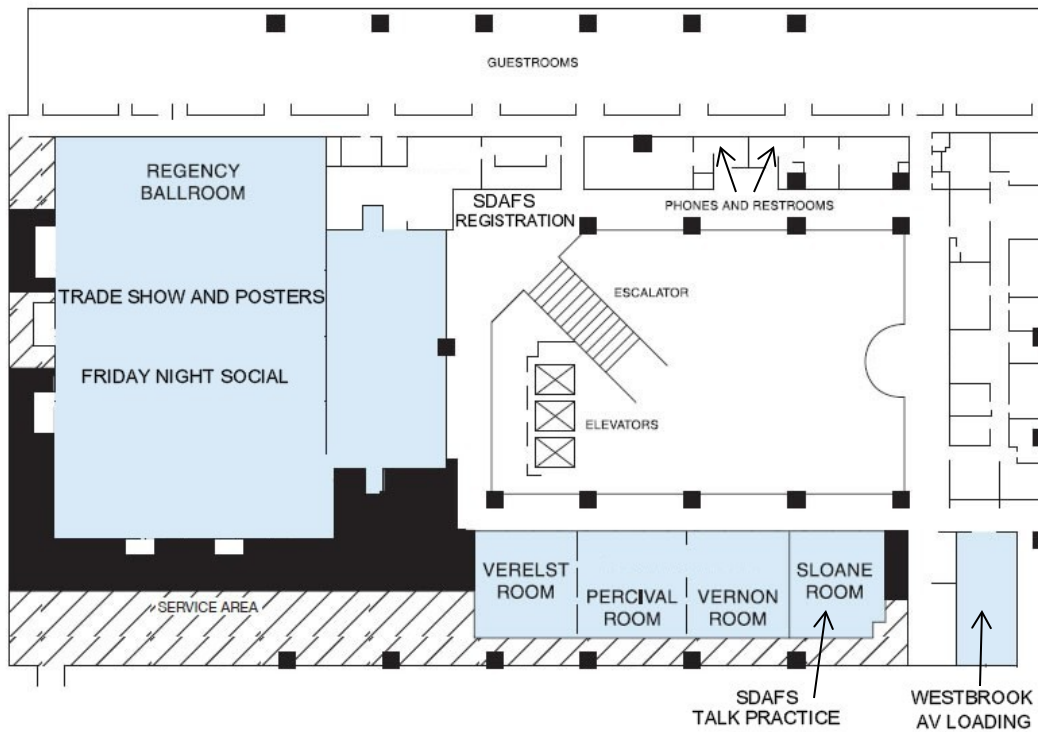 GUESTROOMS
REGENCY
BALLROOM
SDAFS
REGISTRATION
PHONES AND RESTROOMS
TRADE SHOW AND POSTERS
ESCALATOR
FRIDAY NIGHT SOCIAL
ELEVATORS
VERELST
ROOM
PERCIVAL
ROOM
VERNON
ROOM
SLOANE
ROOM
SERVICE AREA
SDAFS
TALK PRACTICE
WESTBROOK
AV LOADING